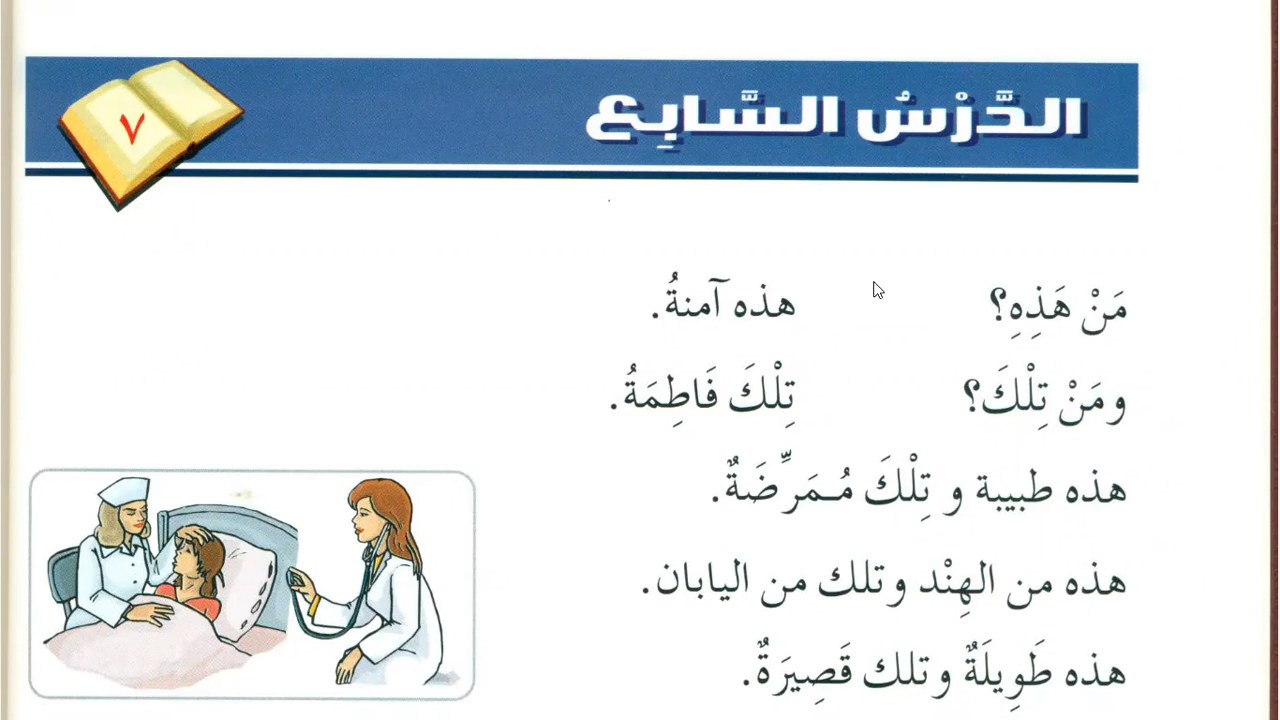 الدَّرْسُ السَّابِع
٧
مَنْ هَذِهِ؟ هذه آمنةُ.
ومَنْ تِلْكَ؟ تِلْكَ فَاطِمَةُ.
هذه طبيبة و تِلْكَ مُـمَرِّضَةٌ.
هذه من الهِنْد وتلك من اليابان.
هذه طَوِيلَةٌ وتلك قَصِيرَةٌ.